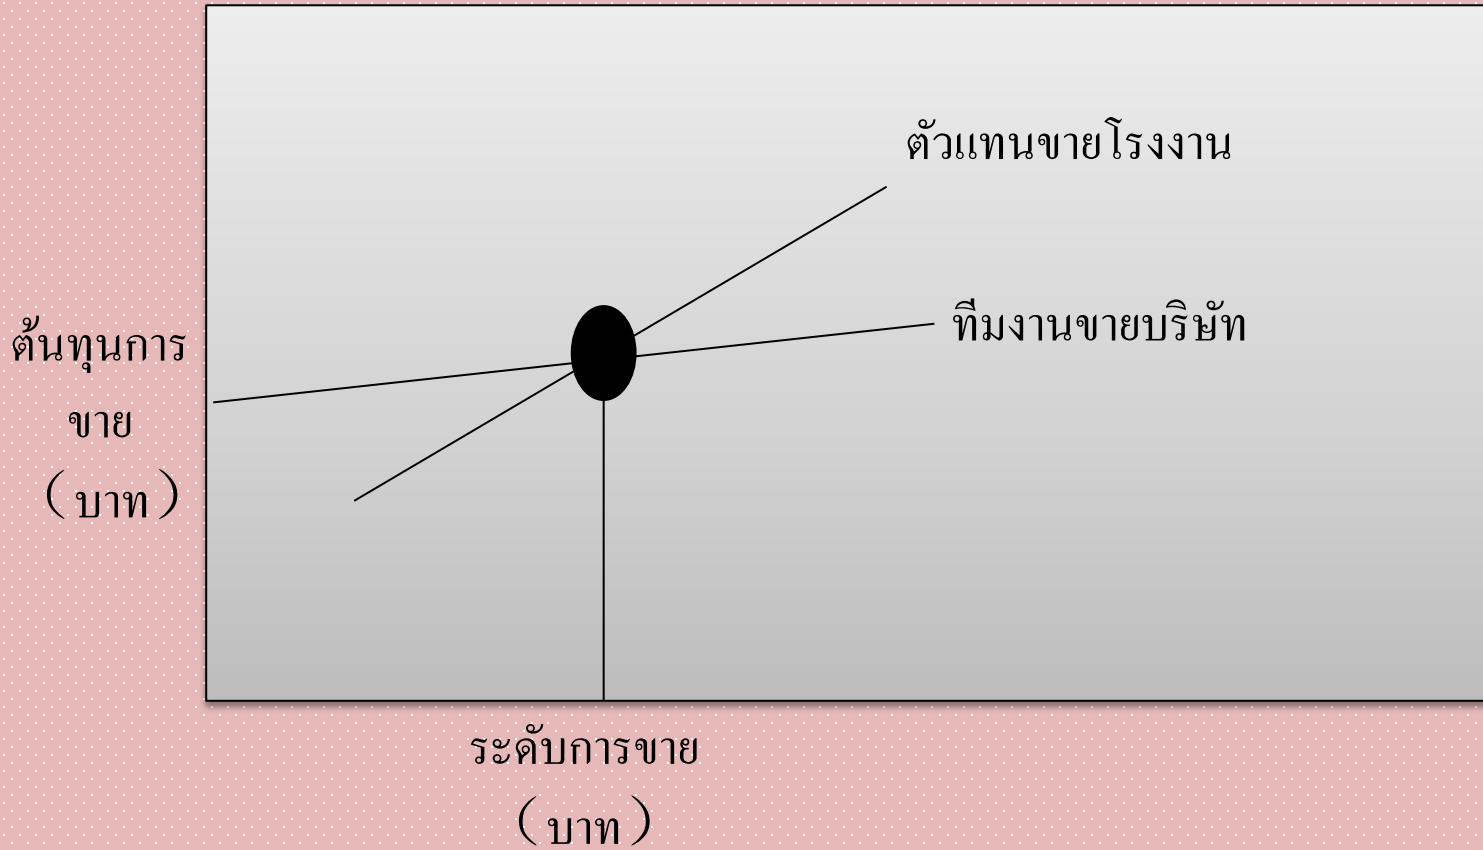 ตัวแทนขายโรงงาน
ทีมงานขายบริษัท
ต้นทุนการ
ขาย
(บาท)
ระดับการขาย
(บาท)